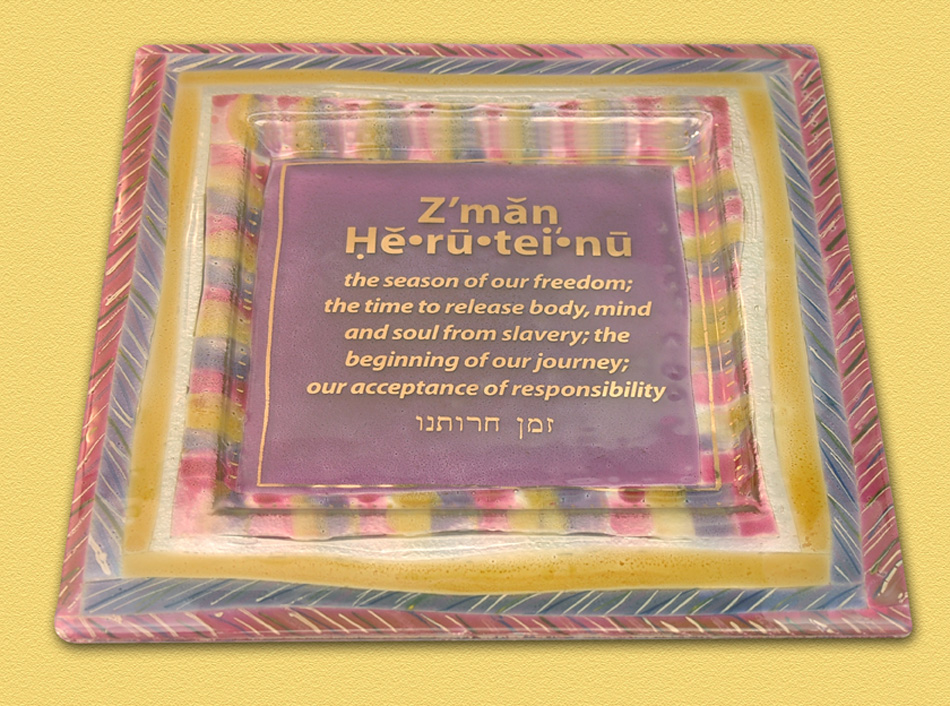 Z’măn
Ḥĕ•rū•tei′•nū
the season of our freedom;
the time to release body, mind
and soul from slavery; the
beginning of our journey;
our acceptance of responsibility
זמן חרותנו